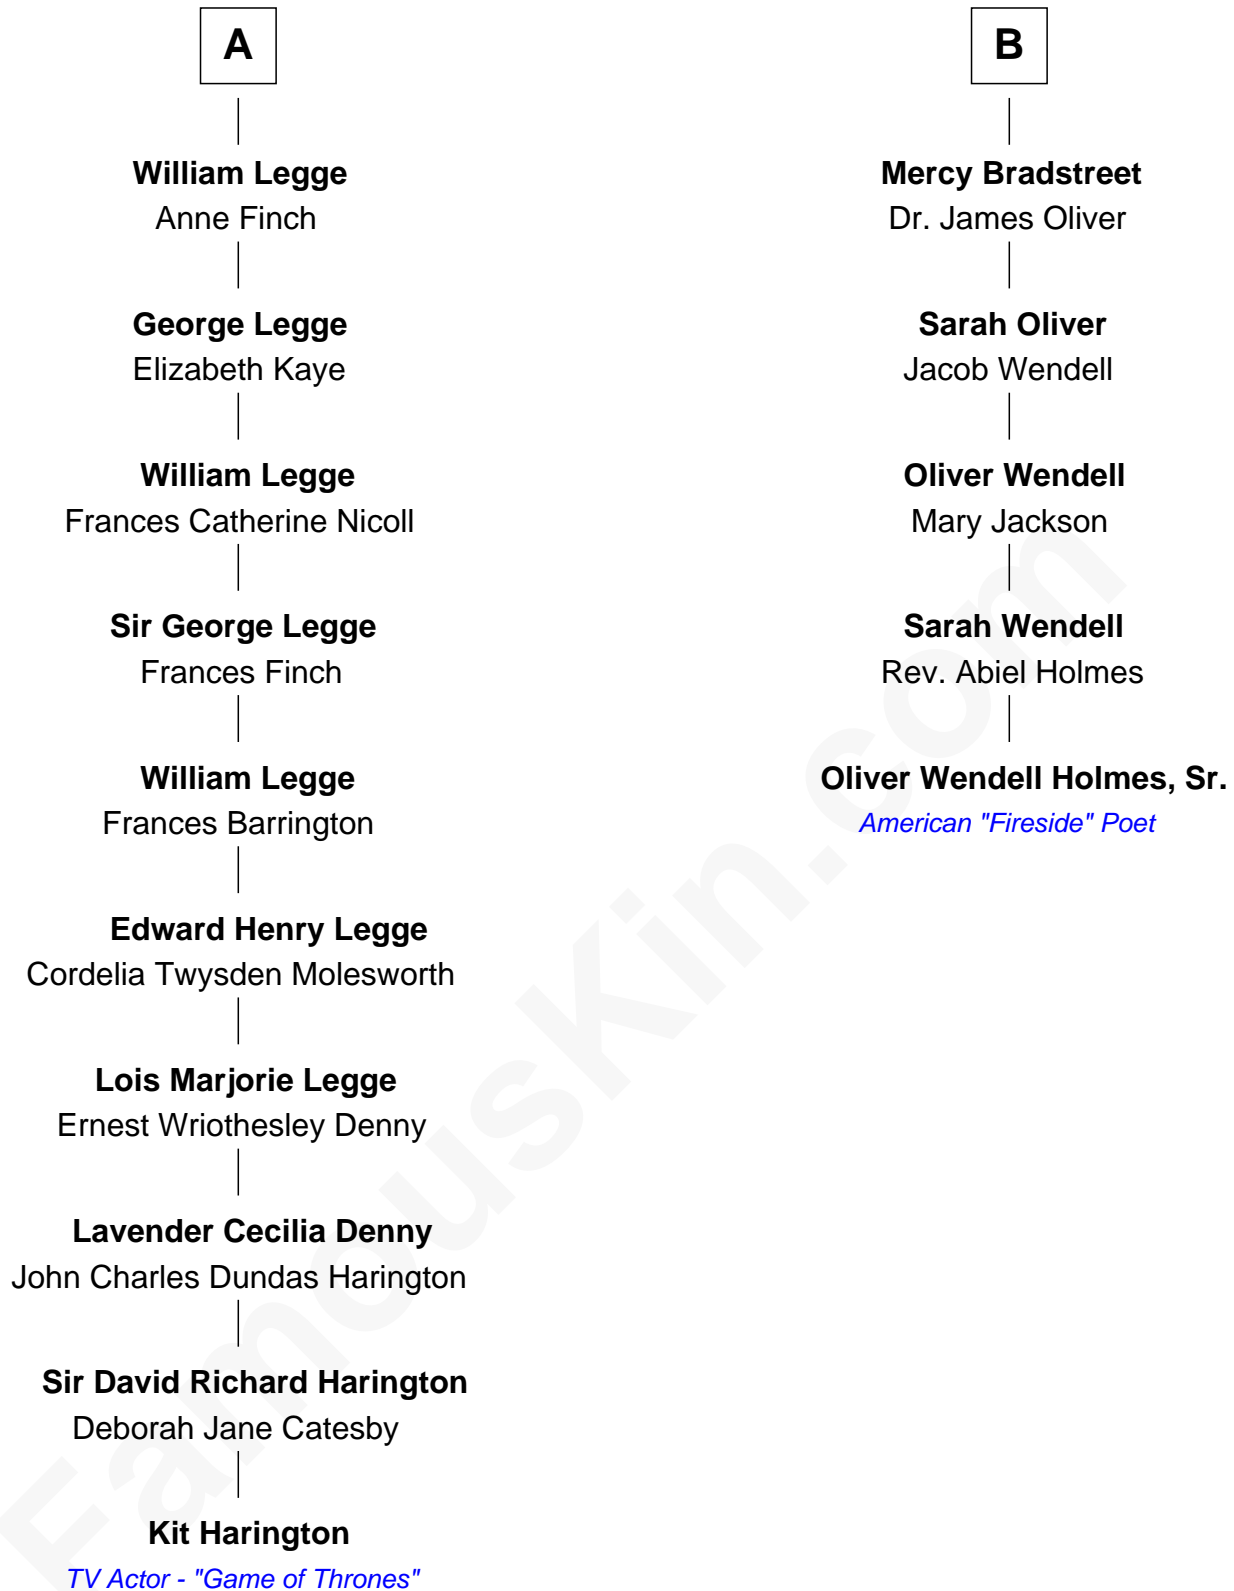 A
William Legge
Anne Finch
George Legge
Elizabeth Kaye
William Legge
Frances Catherine Nicoll
Sir George Legge
Frances Finch
William Legge
Frances Barrington
Edward Henry Legge
Cordelia Twysden Molesworth
Lois Marjorie Legge
Ernest Wriothesley Denny
Lavender Cecilia Denny
John Charles Dundas Harington
Sir David Richard Harington
Deborah Jane Catesby
Kit Harington
TV Actor - "Game of Thrones"
B
Mercy Bradstreet
Dr. James Oliver
Sarah Oliver
Jacob Wendell
Oliver Wendell
Mary Jackson
Sarah Wendell
Rev. Abiel Holmes
Oliver Wendell Holmes, Sr.
American "Fireside" Poet
FamousKin.com